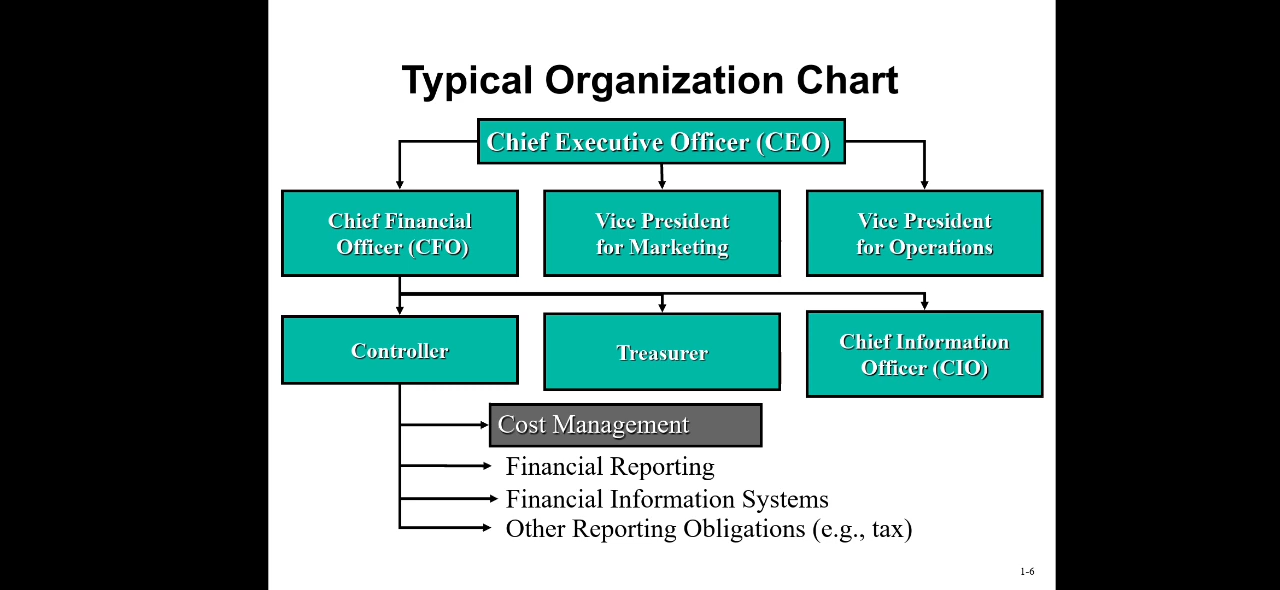 Typical Organization Chart
Chief Executive Officer (CEO)
Chief Financial
Officer (CFO)
Vice President
for Marketing
Vice President
for Operations
Controller
Treasurer
Chief Information
Officer (CIO)
Cost Management
Financial Reporting
Financial Information Systems
Other Reporting Obligations (e.g., tax)
1-6